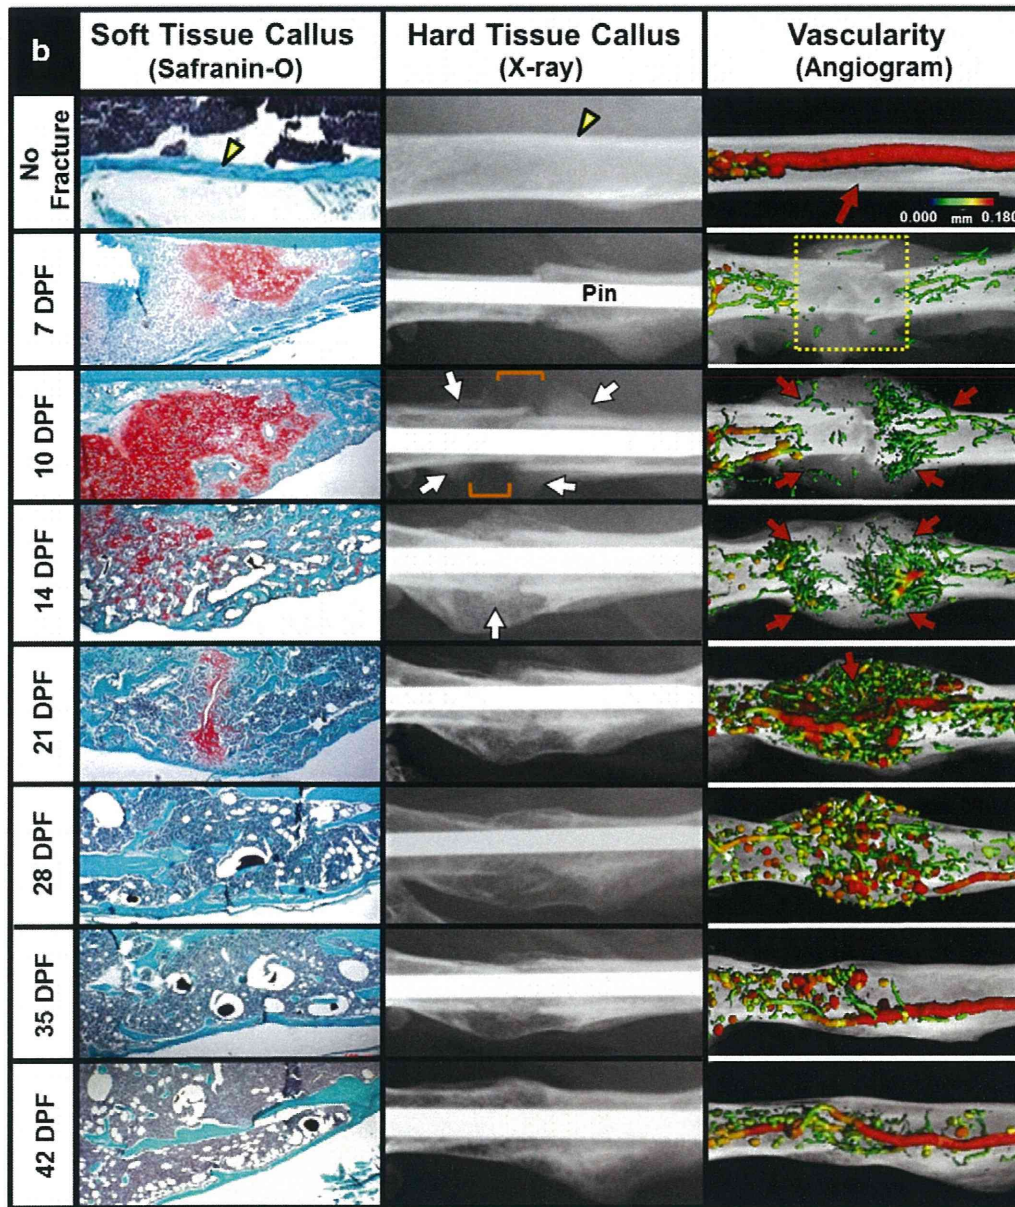 b
Soft Tissue Callus
(Safranin-O)
Hard Tissue Callus
(X-ray)
Vascularity
(Angiogram)
No
Fracture
0.000 mm 0.180
7 DPF
Pin
10 DPF
14 DPF
21 DPF
28 DPF
35 DPF
42 DPF